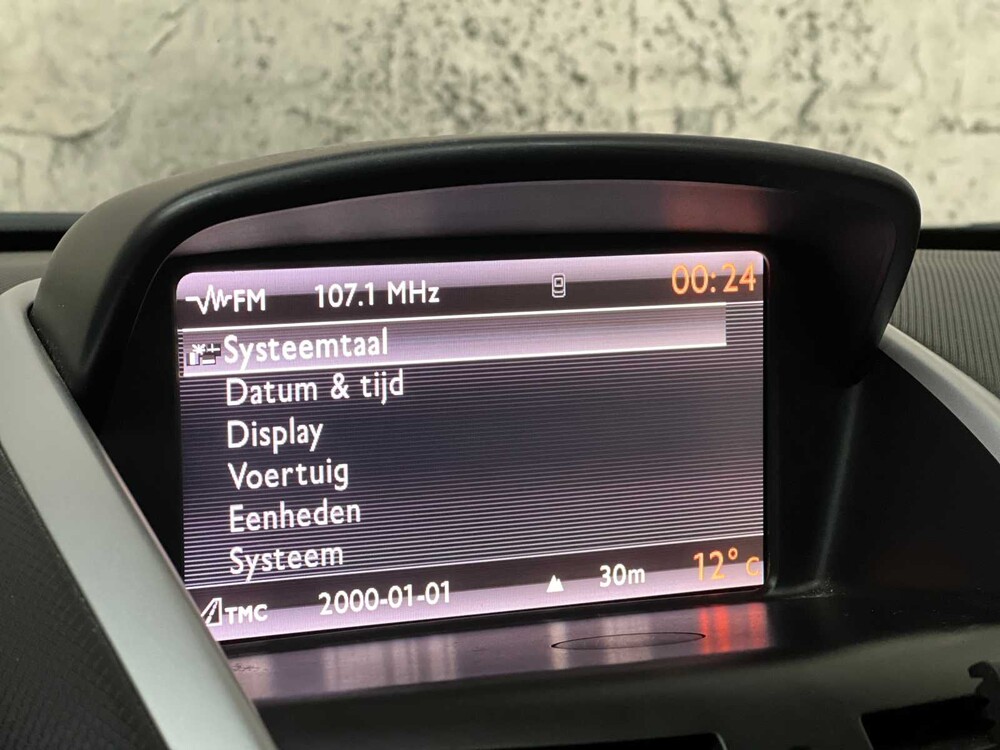 FM 107.1 MHz 00:24
Systeemtaal
Datum & tijd
Display
Voertuig
Eenheden
Systeem
TMC 2000-01-01 30m 12° C